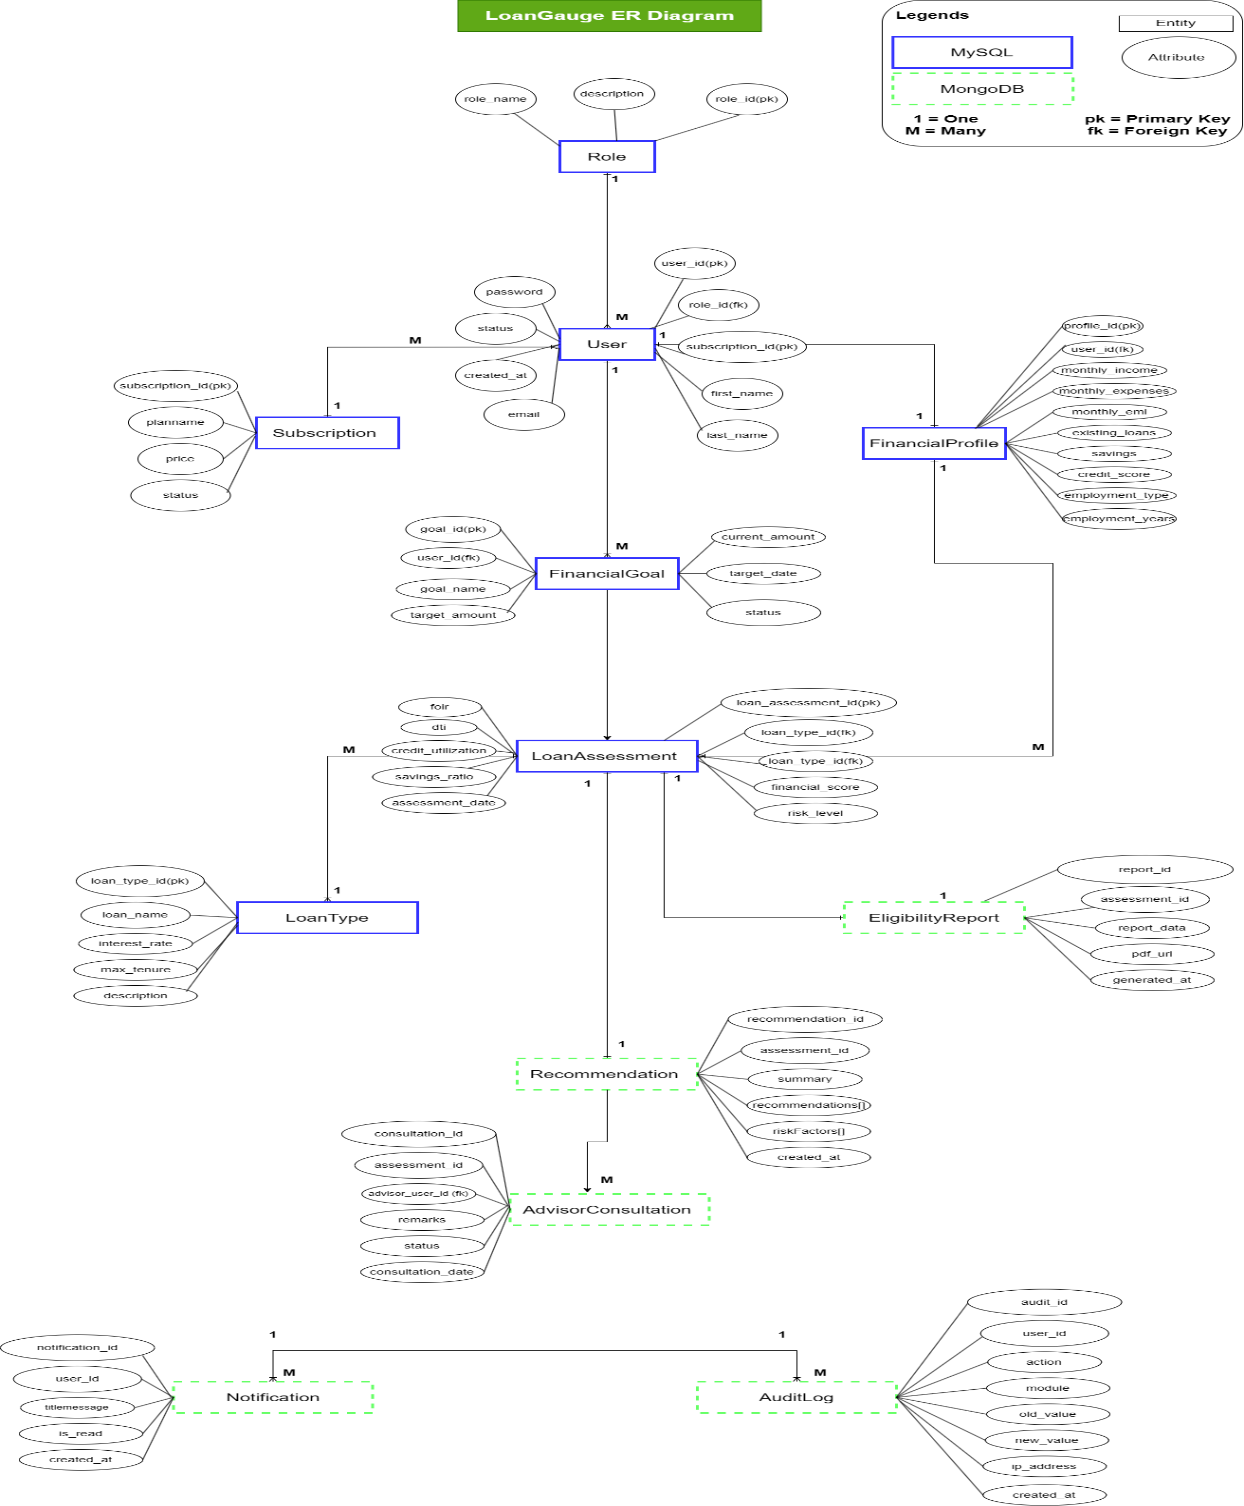 LoanGauge ER Diagram
Legends
Entity
MySQL
Attribute
MongoDB
1 = One
pk = Primary Key
M = Many
fk = Foreign Key
role_name
description
role_id(pk)
Role
1
user_id(pk)
password
role_id(fk)
M
status
1
User
subscription_id(pk)
M
created_at
1
first_name
email
last_name
profile_id(pk)
user_id(fk)
monthly_income
monthly_expenses
monthly_emi
existing_loans
savings
credit_score
employment_type
employment_years
1
FinancialProfile
1
subscription_id(pk)
1
planname
Subscription
price
status
goal_id(pk)
user_id(fk)
goal_name
target_amount
M
FinancialGoal
current_amount
target_date
status
foir
dti
credit_utilization
savings_ratio
assessment_date
M
LoanAssessment
loan_assessment_id(pk)
loan_type_id(fk)
loan_type_id(fk)
financial_score
risk_level
M
1
1
loan_type_id(pk)
1
loan_name
LoanType
interest_rate
max_tenure
description
report_id
1
assessment_id
EligibilityReport
report_data
pdf_url
generated_at
recommendation_id
1
assessment_id
Recommendation
summary
recommendations[]
riskFactors[]
created_at
consultation_id
assessment_id
M
advisor_user_id (fk)
AdvisorConsultation
remarks
status
consultation_date
1
1
notification_id
M
user_id
Notification
titlemessage
is_read
created_at
M
AuditLog
audit_id
user_id
action
module
old_value
new_value
ip_address
created_at